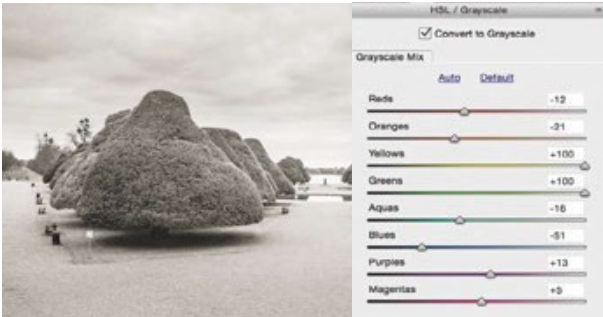 HSL / Grayscale
Convert to Grayscale
Grayscale Mix
Auto Default
Reds -12
Oranges -21
Yellows +100
Greens +100
Aquas -16
Blues -51
Purples +13
Magentas +5